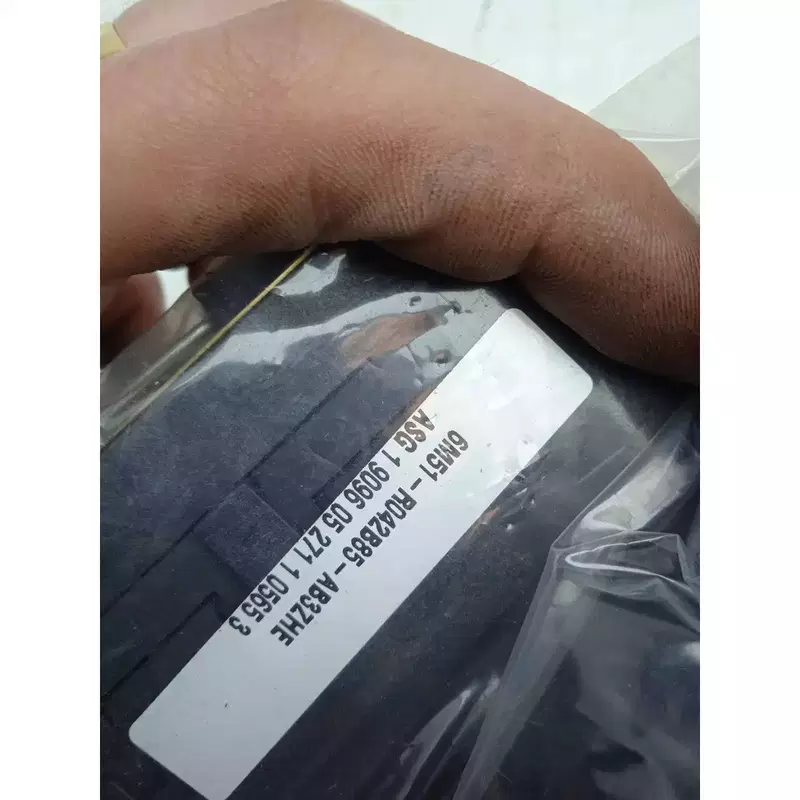 6M51-R042B85-AB3ZHE
ASG 1 9096 05 271 1 0565 3